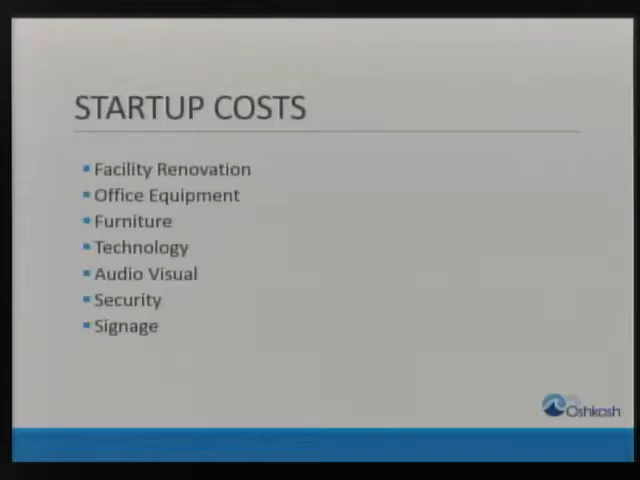 STARTUP COSTS
Facility Renovation
Office Equipment
Furniture
Technology
Audio Visual
Security
Signage
Oshkosh